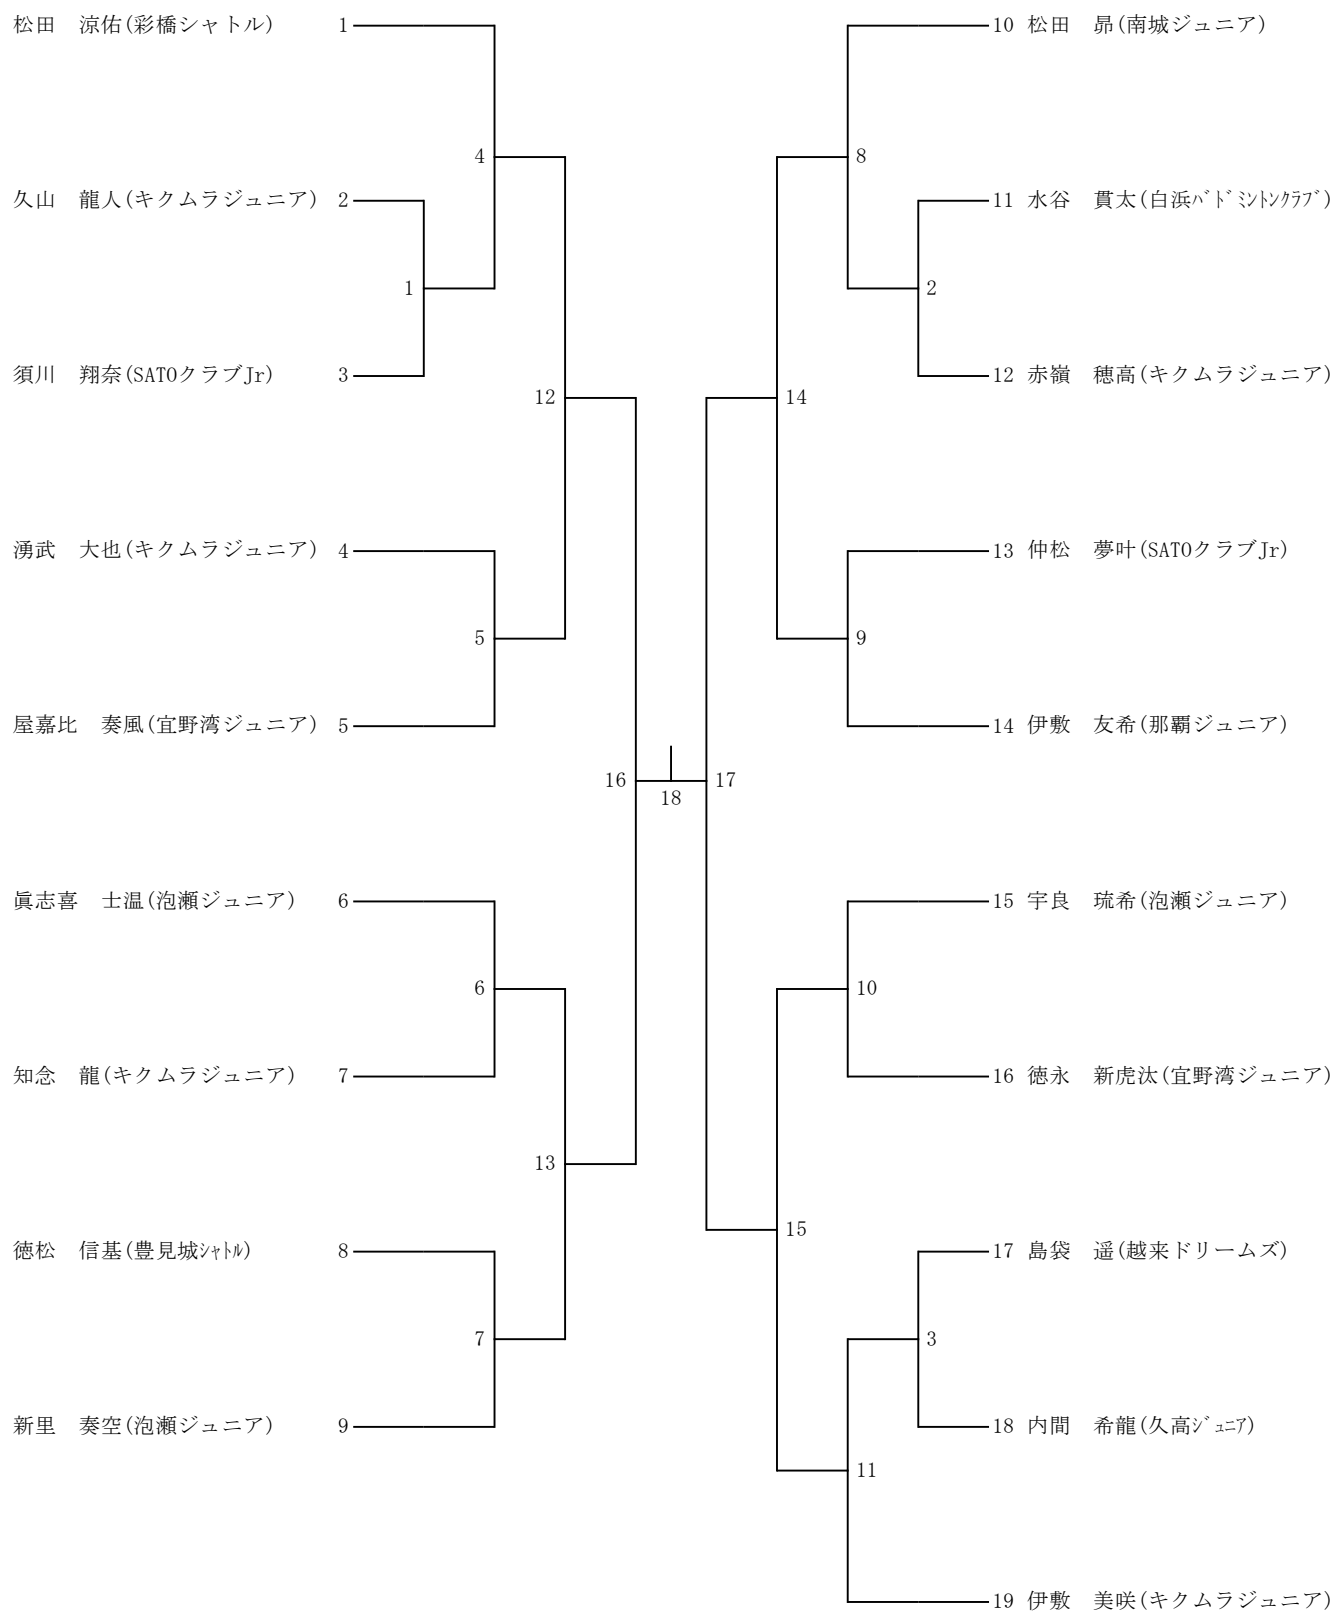 松田　涼佑(彩橋シャトル) 1
4
久山　龍人(キクムラジュニア) 2
1
須川　翔奈(SATOクラブJr) 3
12
湧武　大也(キクムラジュニア) 4
5
屋嘉比　奏風(宜野湾ジュニア) 5
16
18
眞志喜　士温(泡瀬ジュニア) 6
6
知念　龍(キクムラジュニア) 7
13
徳松　信基(豊見城ｼｬﾄﾙ) 8
7
新里　奏空(泡瀬ジュニア) 9
10 松田　昴(南城ジュニア)
8
11 水谷　貫太(白浜ﾊﾞﾄﾞﾐﾝﾄﾝｸﾗﾌﾞ)
2
12 赤嶺　穂高(キクムラジュニア)
14
13 仲松　夢叶(SATOクラブJr)
9
14 伊敷　友希(那覇ジュニア)
17
15 宇良　琉希(泡瀬ジュニア)
10
16 徳永　新虎汰(宜野湾ジュニア)
15
17 島袋　遥(越来ドリームズ)
3
18 内間　希龍(久高ｼﾞｭﾆｱ)
11
19 伊敷　美咲(キクムラジュニア)